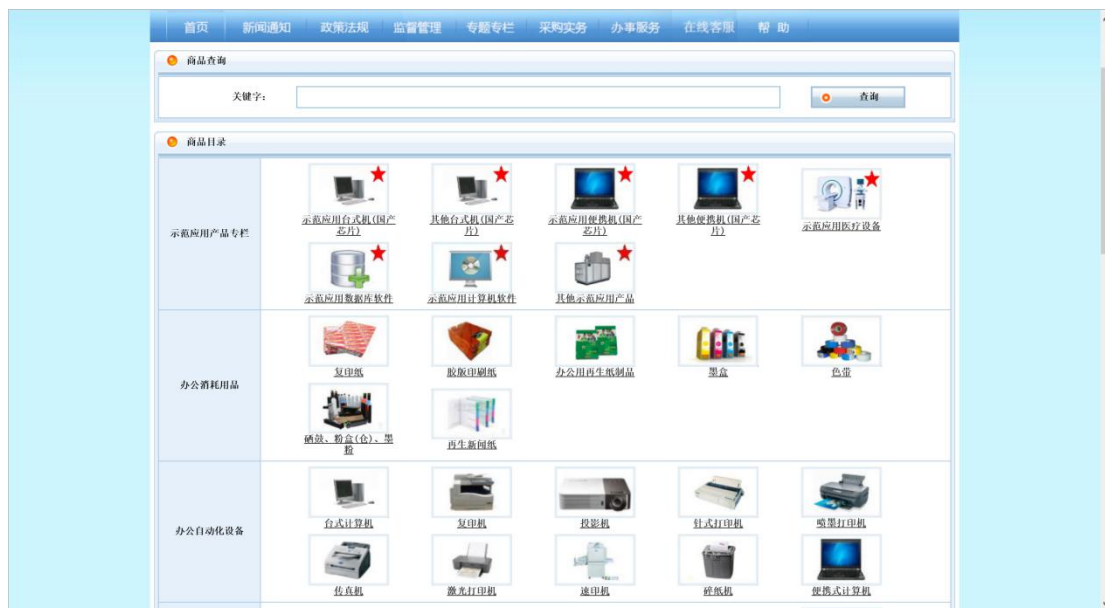 首页 新闻通知 政策法规 监督管理 专题专栏 采购实务 办事服务 在线客服 帮 助
商品查询
关键字: 查询
商品目录
示范应用产品专栏
示范应用台式机(国产芯片) 其他台式机(国产芯片) 示范应用便携机(国产芯片) 其他便携机(国产芯片) 示范应用医疗设备
示范应用数据库软件 示范应用计算机软件 其他示范应用产品
办公消耗用品
复印纸 胶版印刷纸 办公用再生纸制品 墨盒 色带
硒鼓、粉盒(仓)、墨粉 再生新闻纸
办公自动化设备
台式计算机 复印机 投影机 针式打印机 喷墨打印机
传真机 激光打印机 速印机 碎纸机 便携式计算机